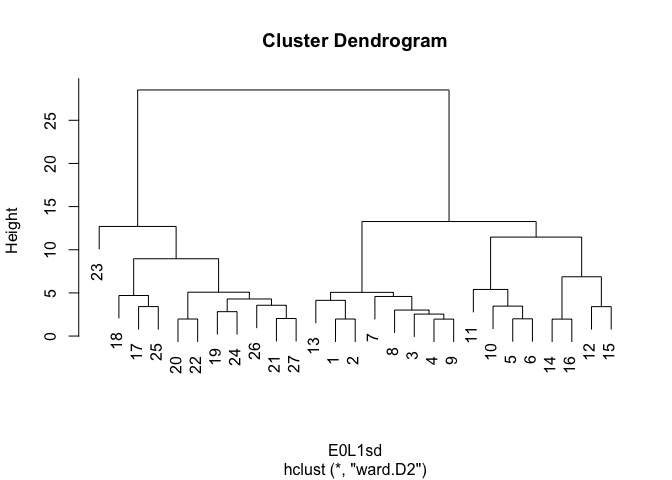 Cluster Dendrogram
Height
0 5 10 15 20 25
23 18 17 25 20 22 19 24 26 21 27 13 1 2 7 8 3 4 9 11 10 5 6 14 16 12 15
E0L1sd
hclust (*, "ward.D2")